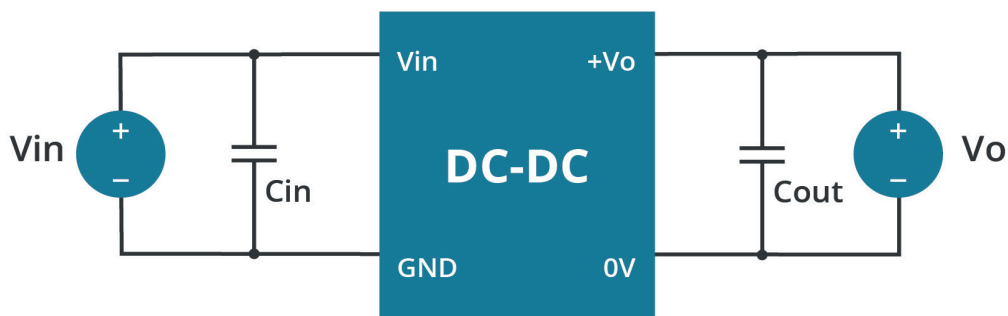 Vin
+
−
Cin
Vin
+Vo
DC-DC
GND
0V
Cout
+
−
Vo